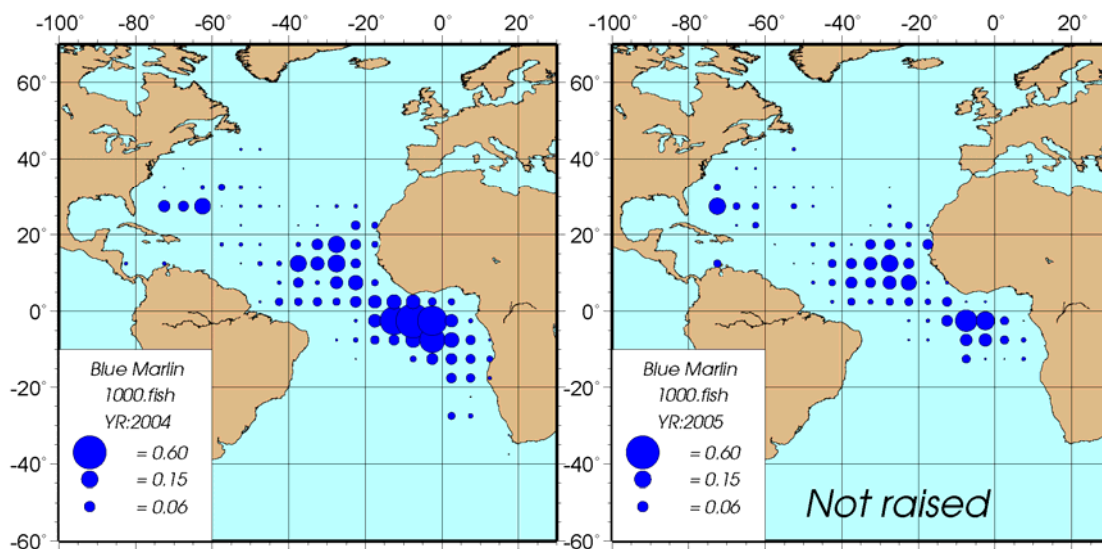 -100 -80 -60 -40 -20 0 20
-100 -80 -60 -40 -20 0 20˚
60˚ 60˚
40˚ 40˚
20˚ 20˚
0˚ 0˚
-20˚ -20˚
-40˚ -40˚
-60˚ -60˚
Blue Marlin
1000.fish
YR:2004
= 0.60
= 0.15
= 0.06
Blue Marlin
1000.fish
YR:2005
= 0.60
= 0.15
= 0.06
Not raised